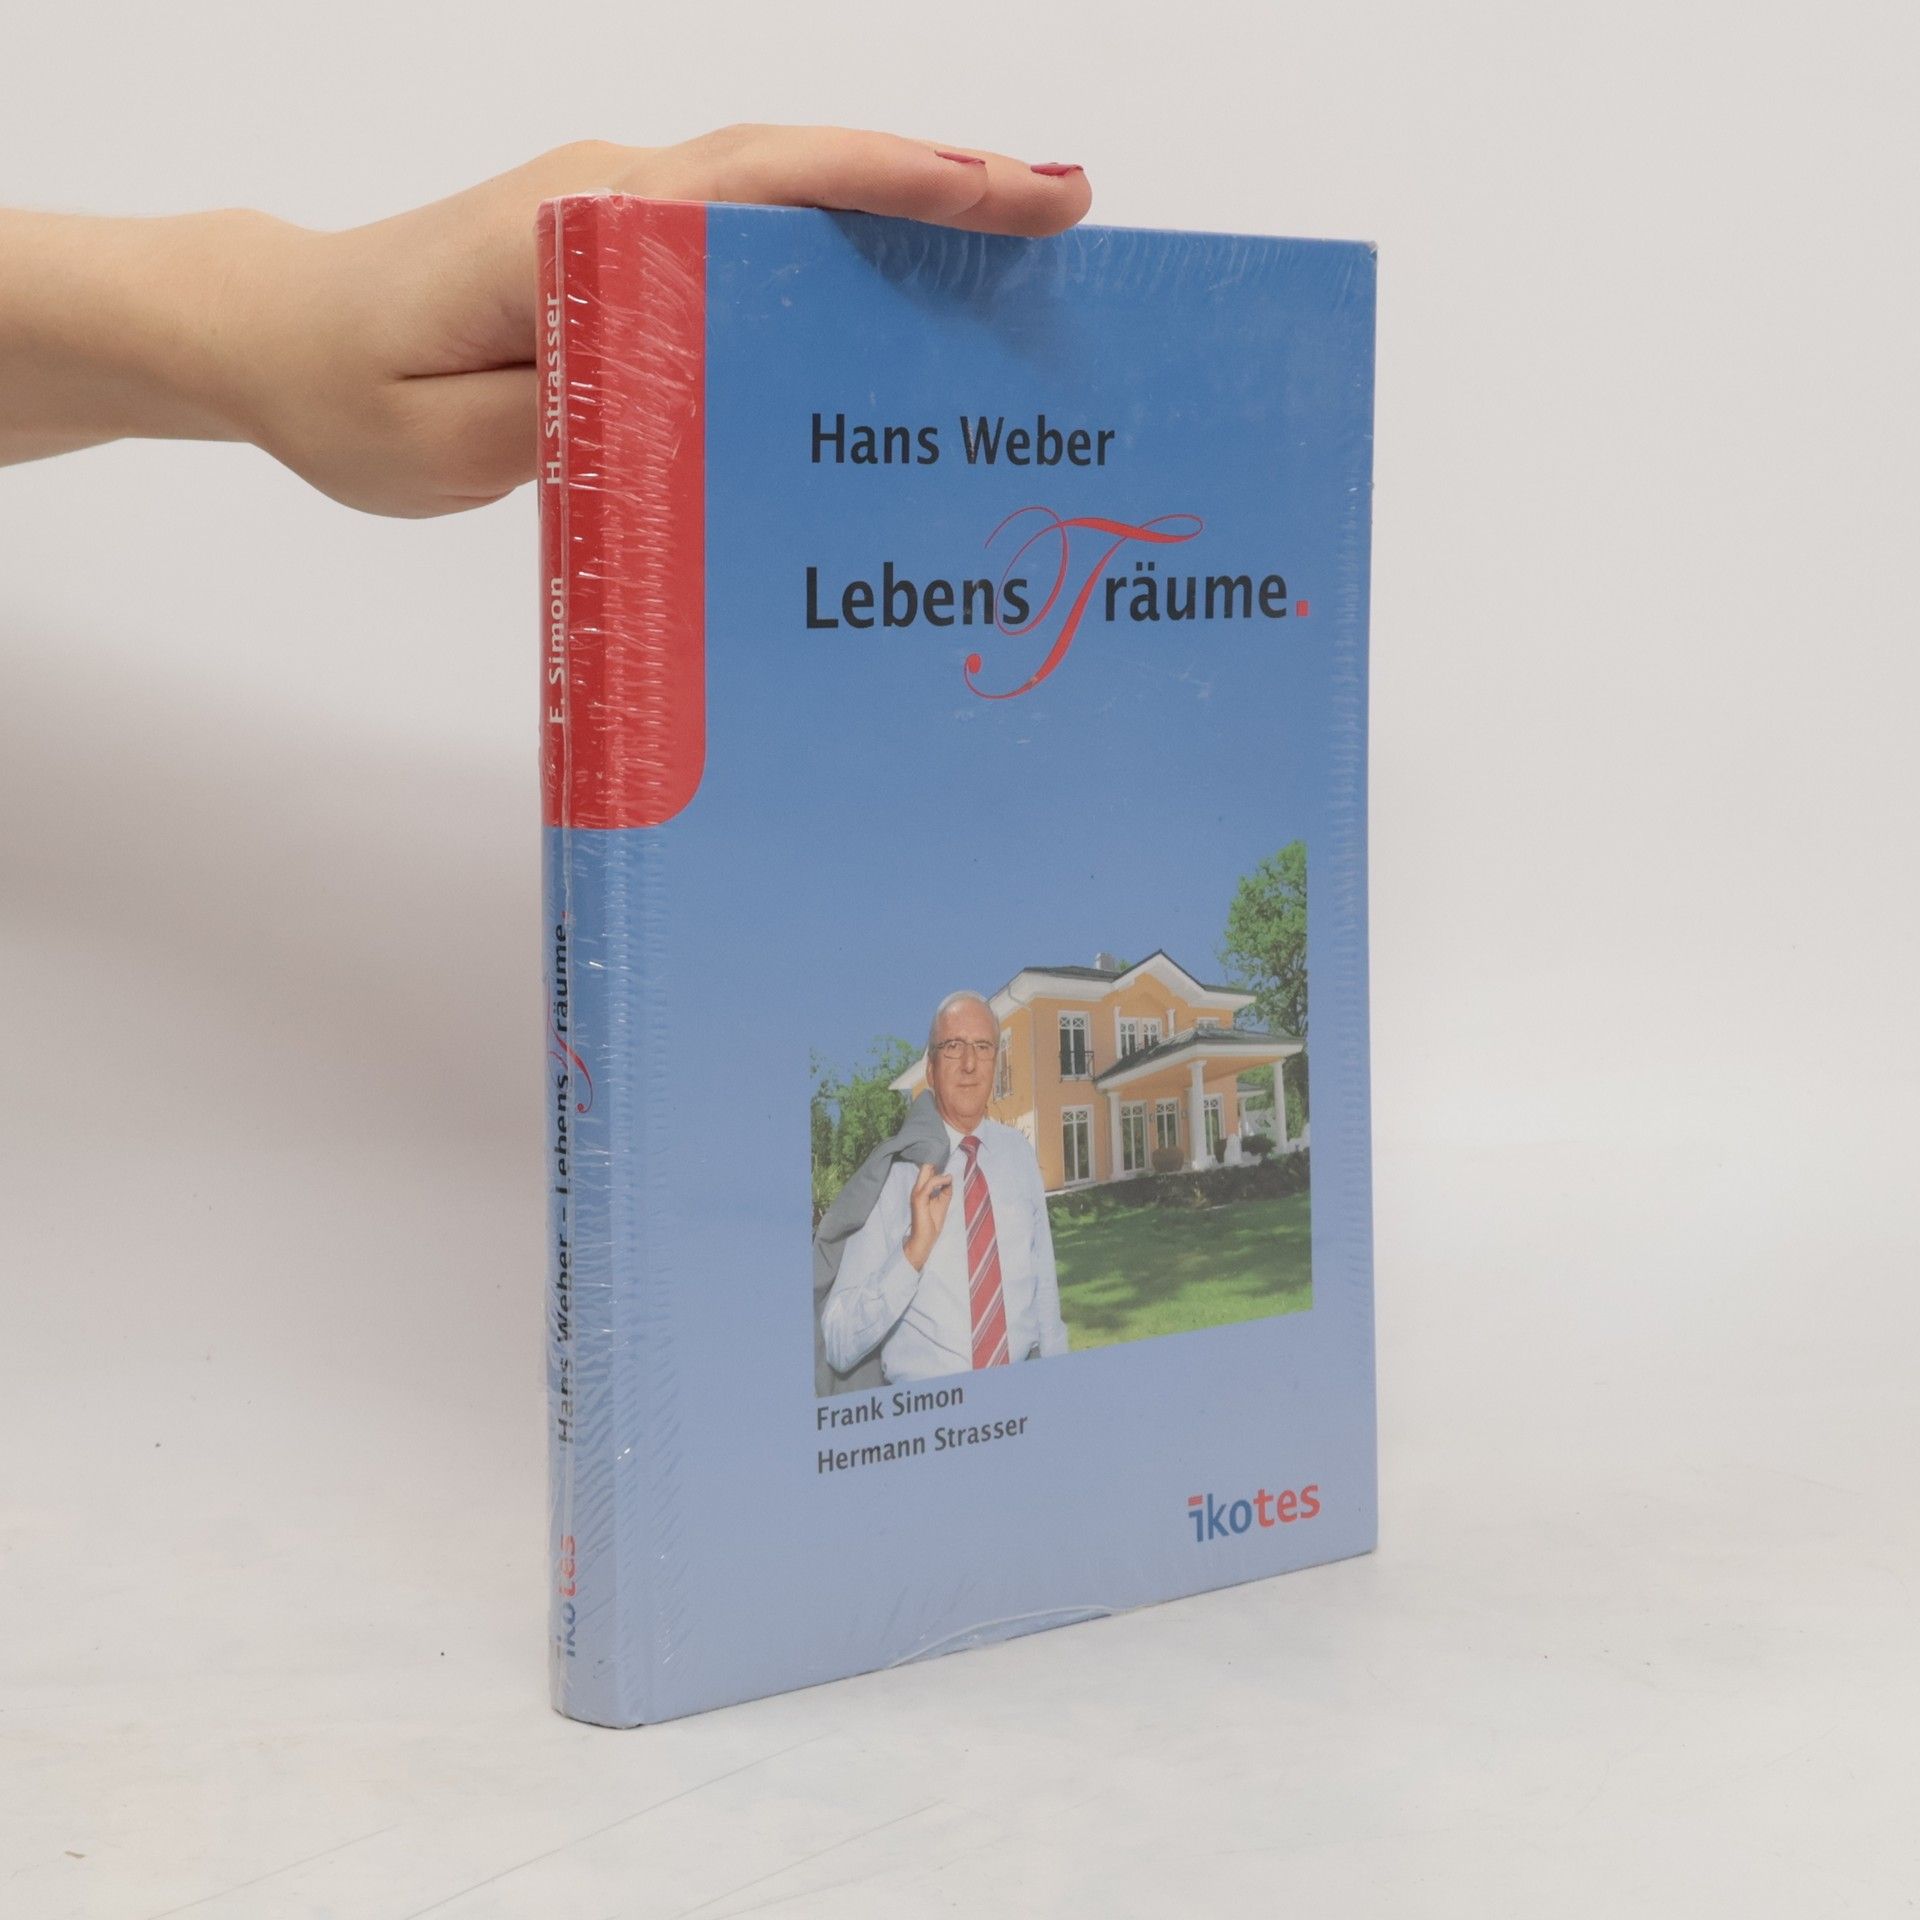 Hans Weber
LebensTräume.
Frank Simon
Hermann Strasser
ikotes
Hans Weber – LebensTräume.
F. Simon H. Strasser
ikotes